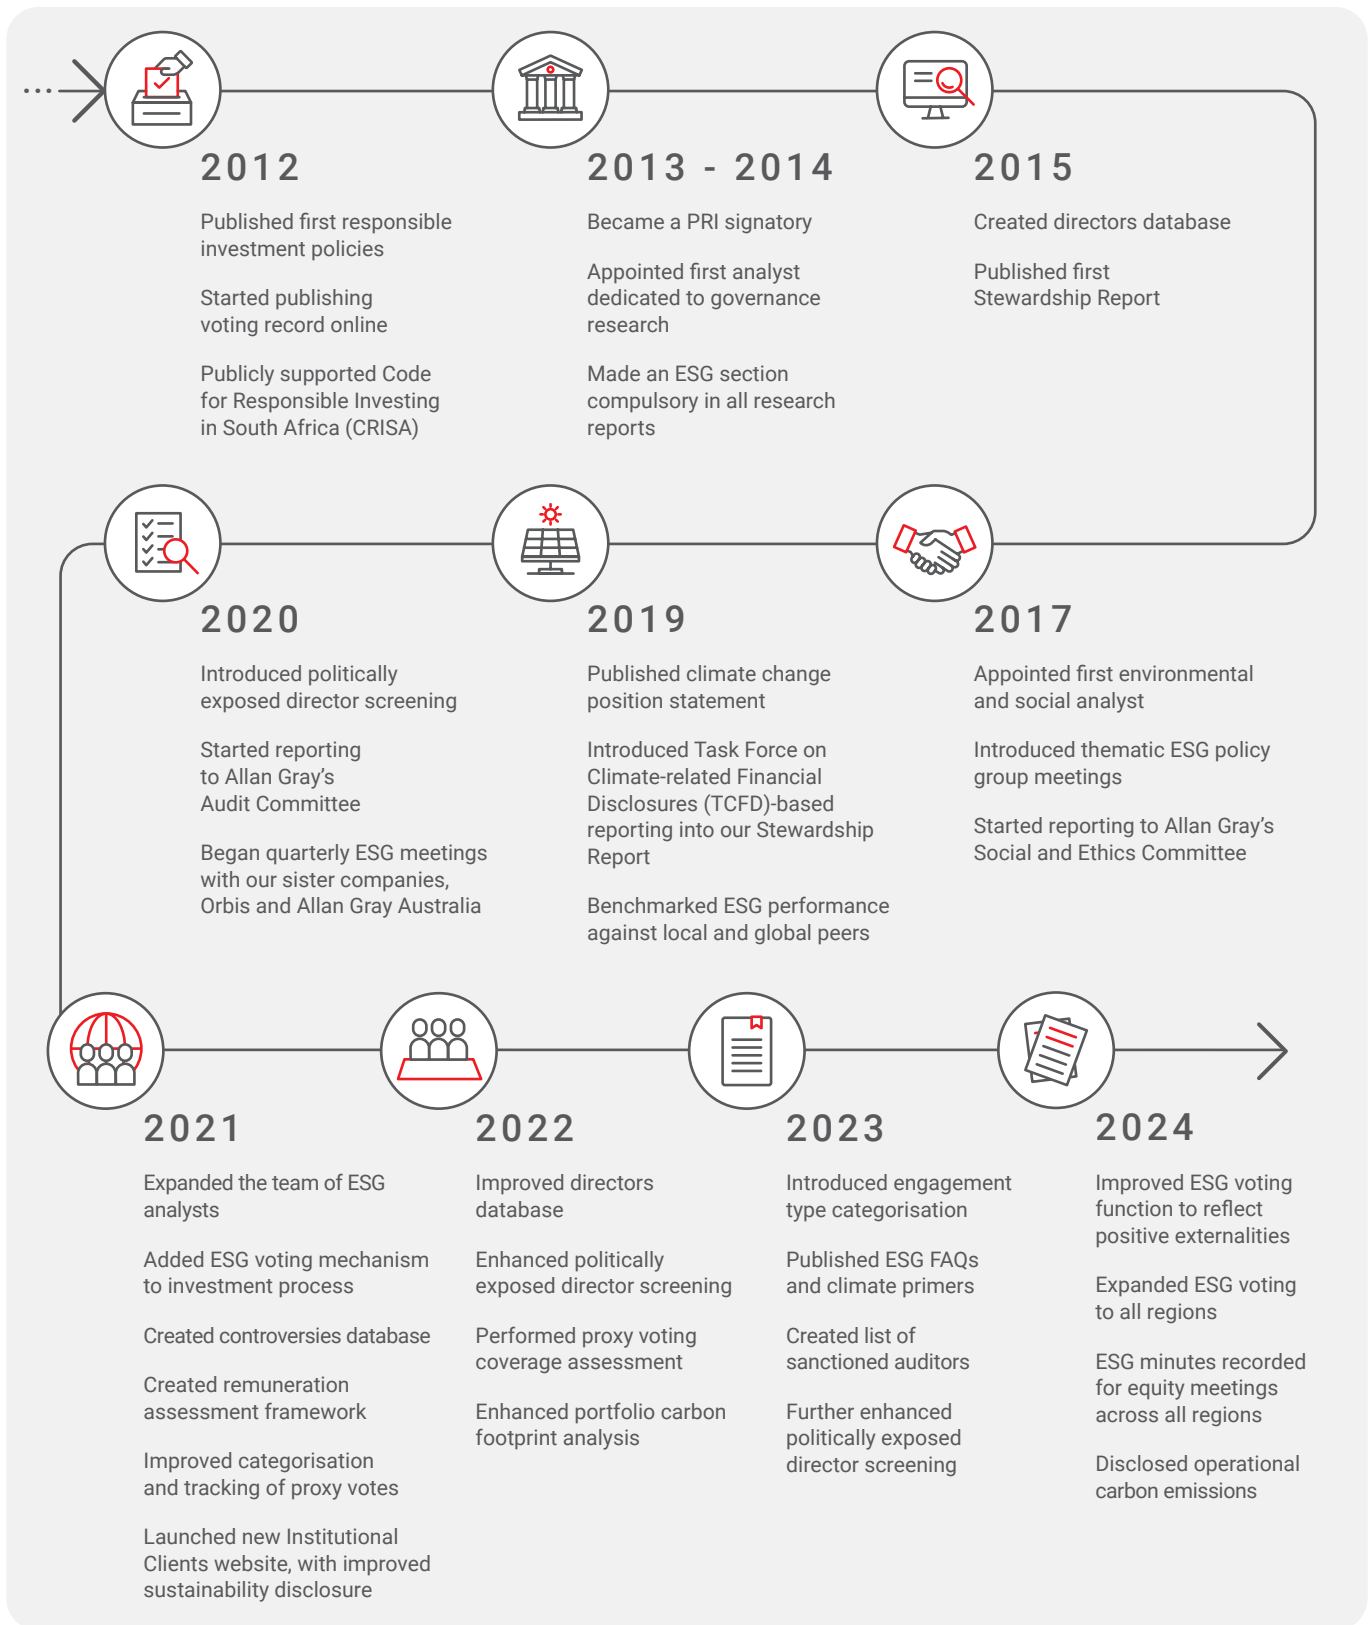 2012
Published first responsible
investment policies
Started publishing
voting record online
Publicly supported Code
for Responsible Investing
in South Africa (CRISA)
2013 - 2014
Became a PRI signatory
Appointed first analyst
dedicated to governance
research
Made an ESG section
compulsory in all research
reports
2015
Created directors database
Published first
Stewardship Report
2017
Appointed first environmental
and social analyst
Introduced thematic ESG policy
group meetings
Started reporting to Allan Gray’s
Social and Ethics Committee
2019
Published climate change
position statement
Introduced Task Force on
Climate-related Financial
Disclosures (TCFD)-based
reporting into our Stewardship
Report
Benchmarked ESG performance
against local and global peers
2020
Introduced politically
exposed director screening
Started reporting
to Allan Gray’s
Audit Committee
Began quarterly ESG meetings
with our sister companies,
Orbis and Allan Gray Australia
2021
Expanded the team of ESG
analysts
Added ESG voting mechanism
to investment process
Created controversies database
Created remuneration
assessment framework
Improved categorisation
and tracking of proxy votes
Launched new Institutional
Clients website, with improved
sustainability disclosure
2022
Improved directors
database
Enhanced politically
exposed director screening
Performed proxy voting
coverage assessment
Enhanced portfolio carbon
footprint analysis
2023
Introduced engagement
type categorisation
Published ESG FAQs
and climate primers
Created list of
sanctioned auditors
Further enhanced
politically exposed
director screening
2024
Improved ESG voting
function to reflect
positive externalities
Expanded ESG voting
to all regions
ESG minutes recorded
for equity meetings
across all regions
Disclosed operational
carbon emissions